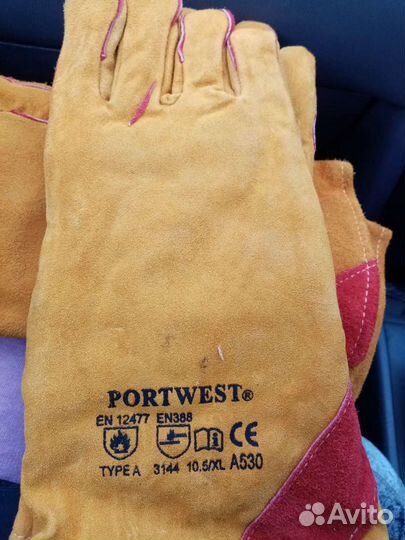 PORTWEST®
EN 12477 EN388
CE
TYPE A 3144 10.5/XL A530
Avito